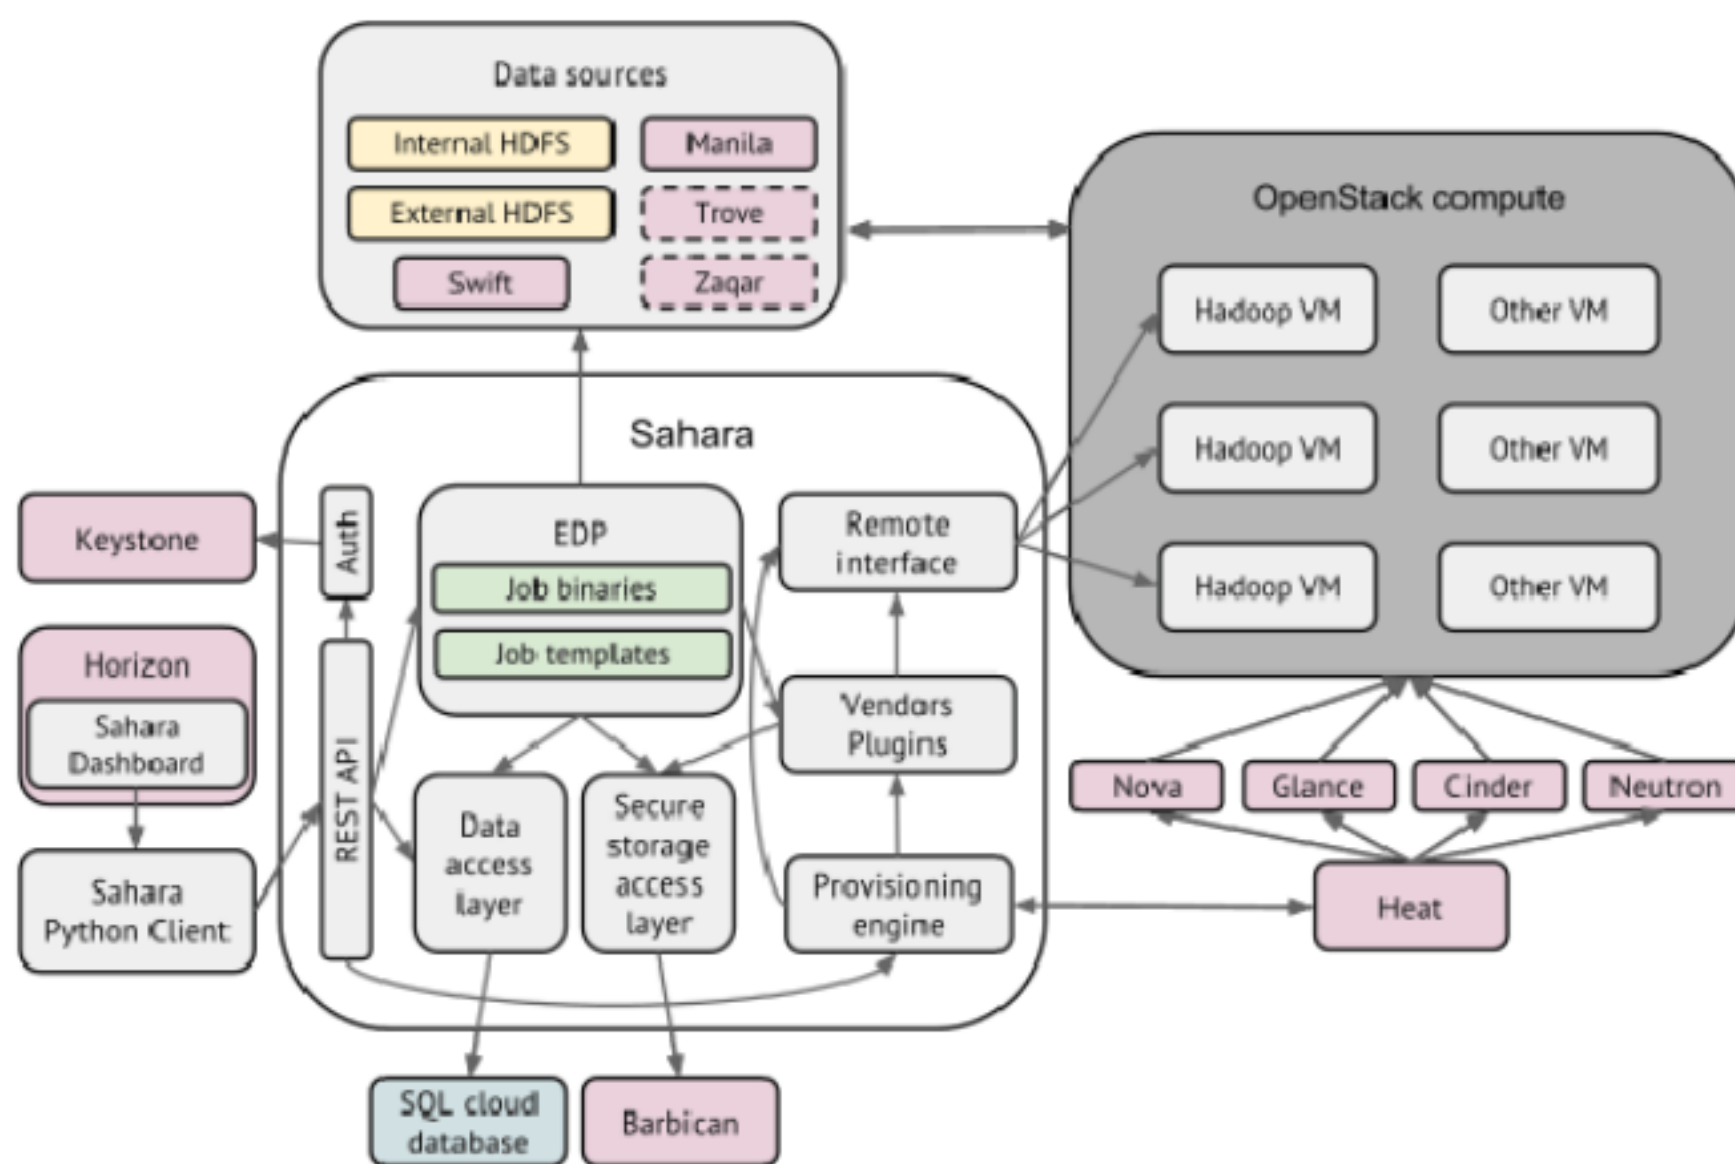 Data sources
Internal HDFS
Manila
External HDFS
Trove
Swift
Zaqar
OpenStack compute
Hadoop VM
Other VM
Hadoop VM
Other VM
Hadoop VM
Other VM
Sahara
Keystone
Auth
EDP
Job binaries
Job templates
Remote
interface
Horizon
Sahara
Dashboard
REST API
Vendors
Plugins
Data
access
layer
Secure
storage
access
layer
Sahara
Python Client
Provisioning
engine
Nova
Glance
Cinder
Neutron
Heat
SQL cloud
database
Barbican